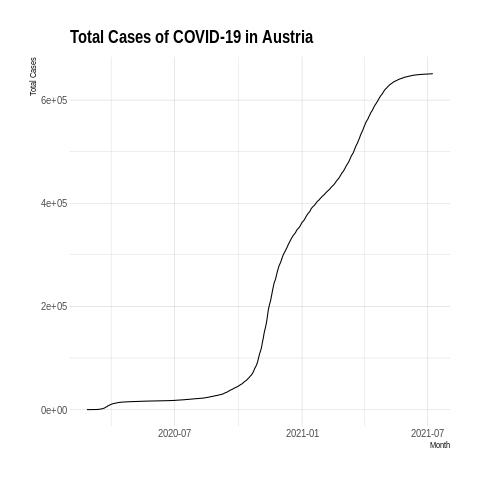 Total Cases of COVID-19 in Austria
Total Cases
6e+05
4e+05
2e+05
0e+00
2020-07 2021-01 2021-07
Month